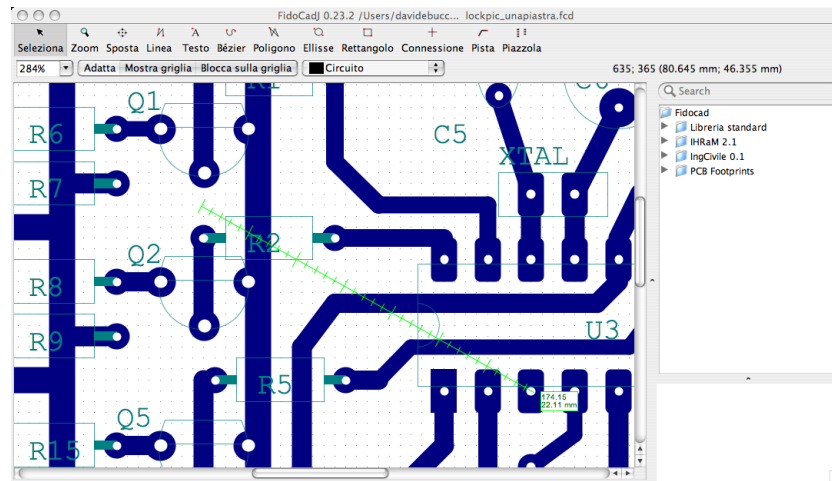 FidoCadJ 0.23.2 /Users/davidebucc... lockpic_unapiastra.fcd
Seleziona Zoom Sposta Linea Testo Bézier Poligono Ellisse Rettangolo Connessione Pista Piazzola
284% Adatta Mostra griglia Blocca sulla griglia Circuito 635; 365 (80.645 mm; 46.355 mm)
Search
Fidocad
Libreria standard
IHRaM 2.1
IngCivile 0.1
PCB Footprints
R1
Q1
R6
C5
XTAL
R7
R2
Q2
R8
U3
R9
R5
174.15
22.11 mm
Q5
R15